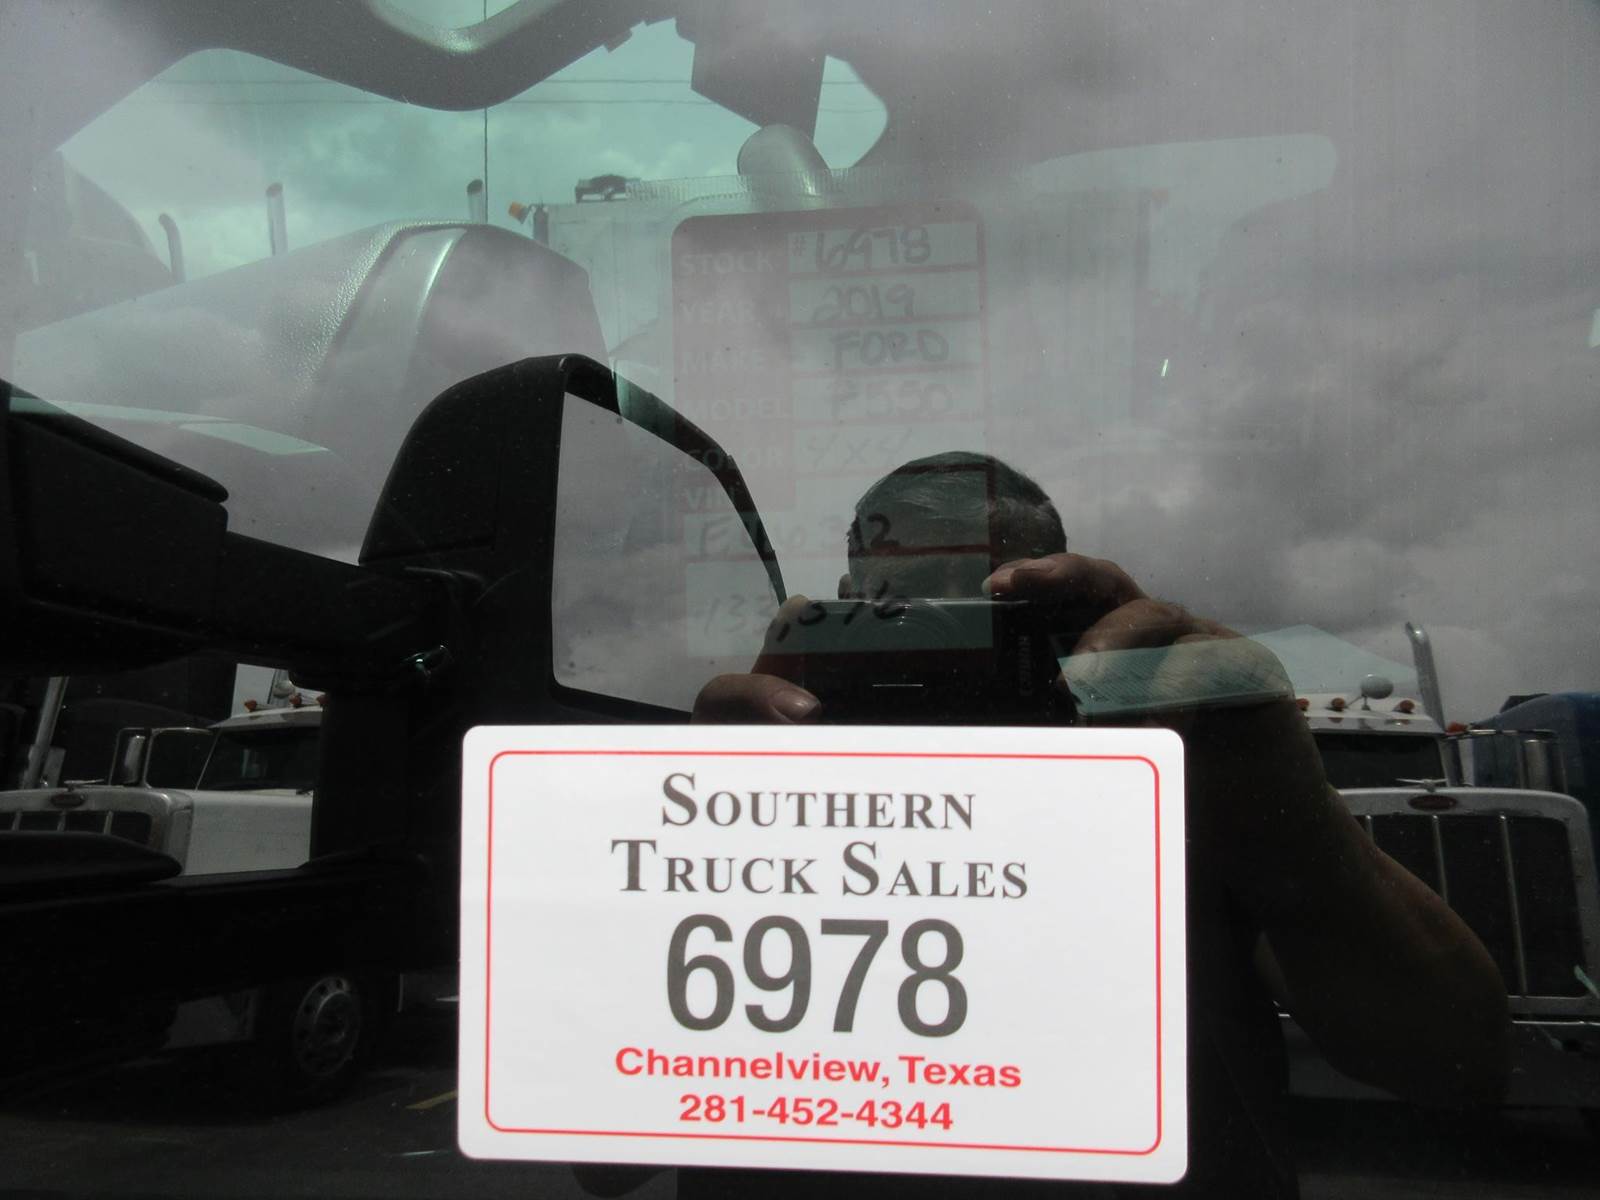 STOCK #6978
YEAR 2019
MAKE FORD
MODEL F550
COLOR 4X4
VIN
SOUTHERN
TRUCK SALES
6978
Channelview, Texas
281-452-4344